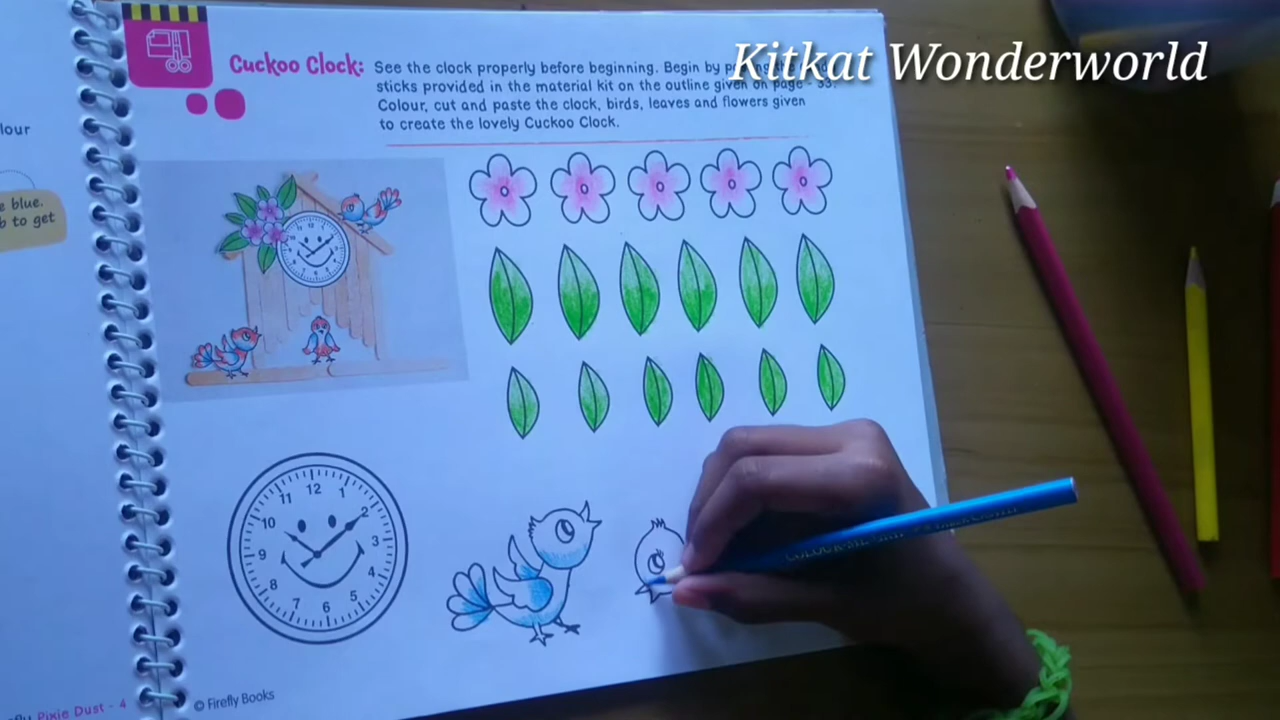 Kitkat Wonderworld
lour
e blue.
b to get
Cuckoo Clock: See the clock properly before beginning. Begin by
sticks provided in the material kit on the outline given on page - 33.
Colour, cut and paste the clock, birds, leaves and flowers given
to create the lovely Cuckoo Clock.
12
11 1
10 2
9 3
8 4
7 5
6
Pixie Dust - 4
© Firefly Books